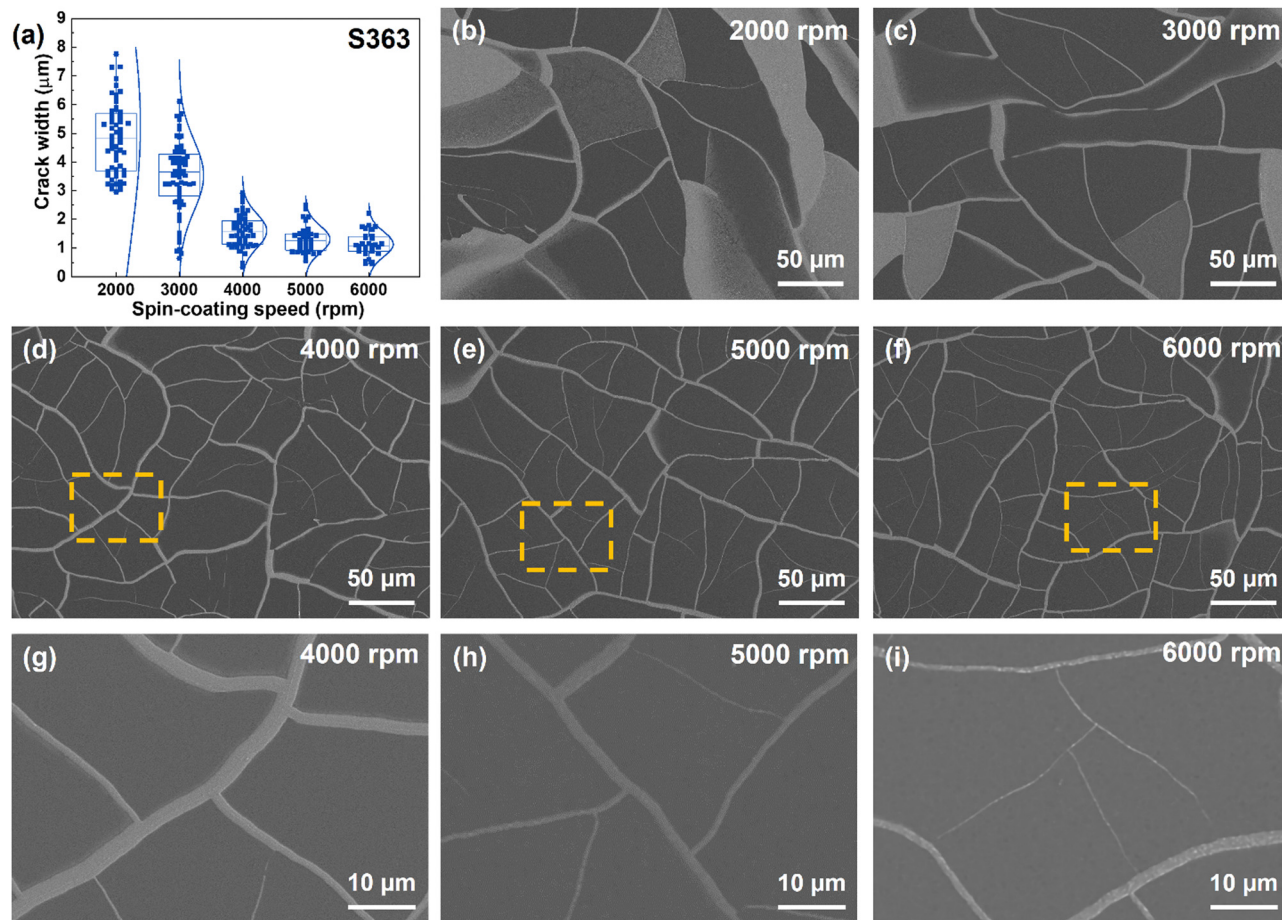 (a)
S363
9
8
7
6
5
4
3
2
1
0
Crack width (μm)
2000 3000 4000 5000 6000
Spin-coating speed (rpm)
(b) 2000 rpm
50 μm
(c) 3000 rpm
50 μm
(d) 4000 rpm
50 μm
(e) 5000 rpm
50 μm
(f) 6000 rpm
50 μm
(g) 4000 rpm
10 μm
(h) 5000 rpm
10 μm
(i) 6000 rpm
10 μm